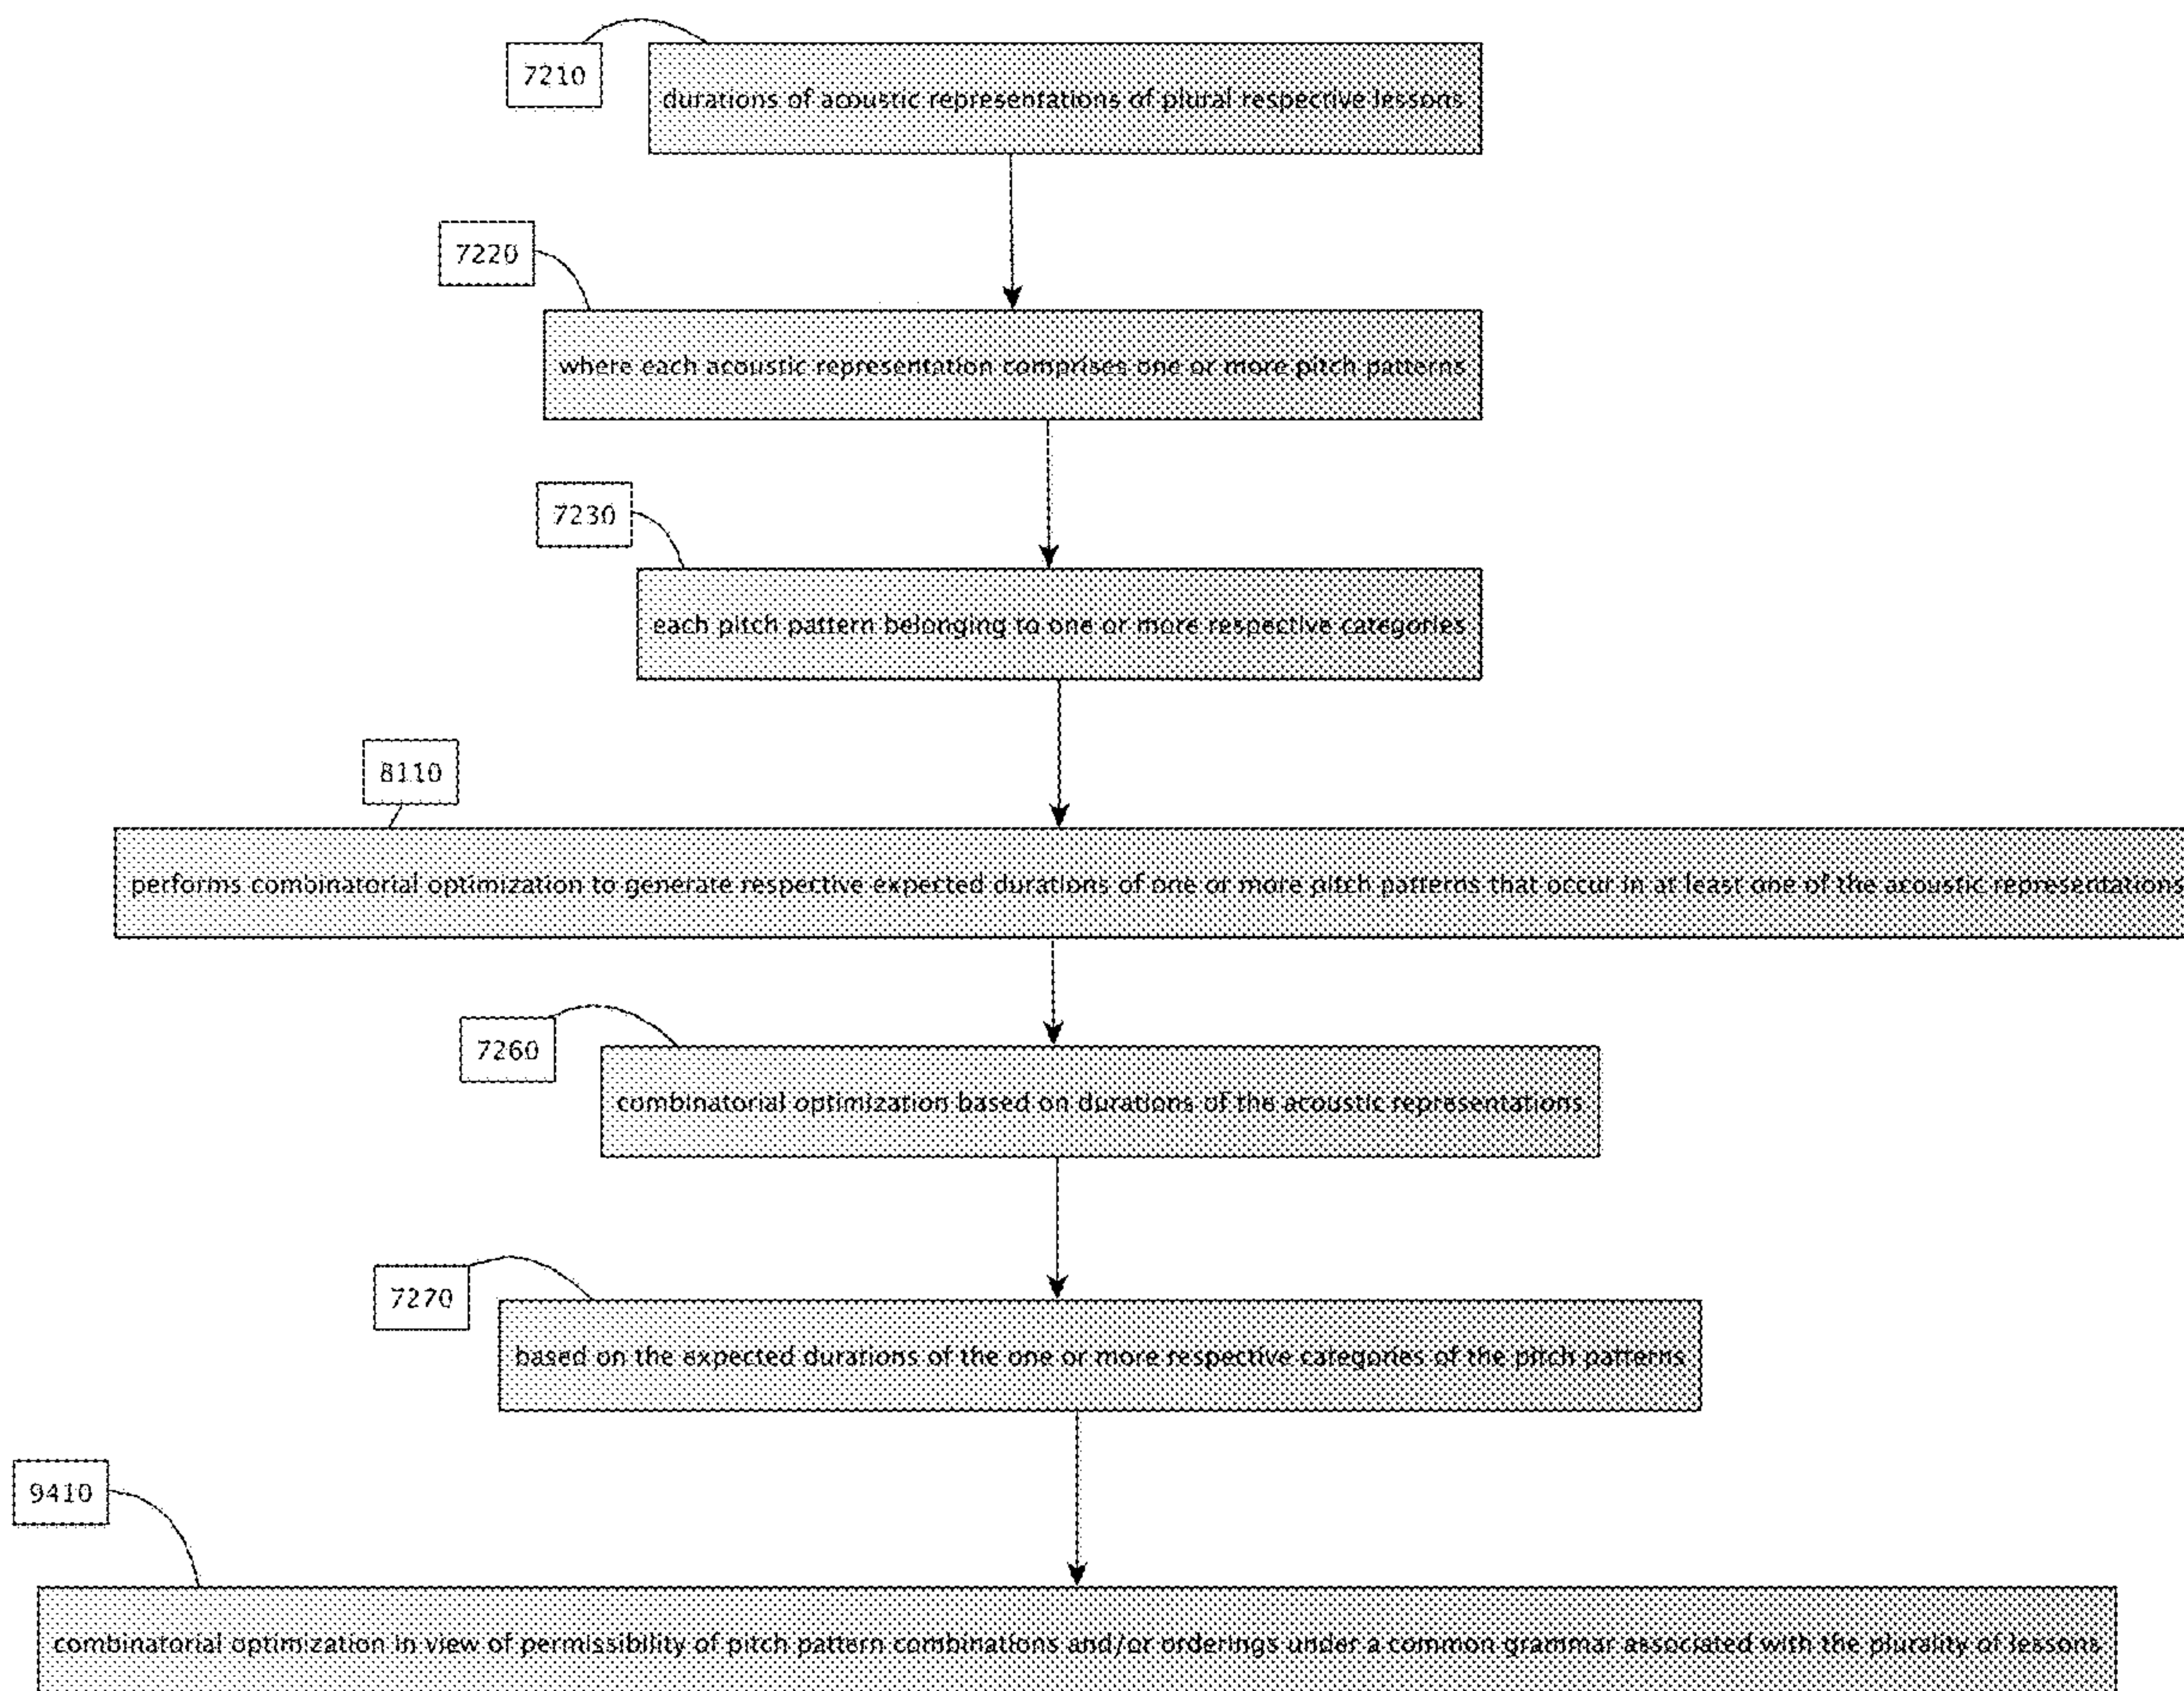 7210
durations of acoustic representations of plural respective lessons
7220
where each acoustic representation comprises one or more pitch patterns
7230
each pitch pattern belonging to one or more respective categories
8110
performs combinatorial optimization to generate respective expected durations of one or more pitch patterns that occur in at least one of the acoustic representations
7260
combinatorial optimization based on durations of the acoustic representations
7270
based on the expected durations of the one or more respective categories of the pitch patterns
9410
combinatorial optimization in view of permissibility of pitch pattern combinations and/or orderings under a common grammar associated with the plurality of lessons